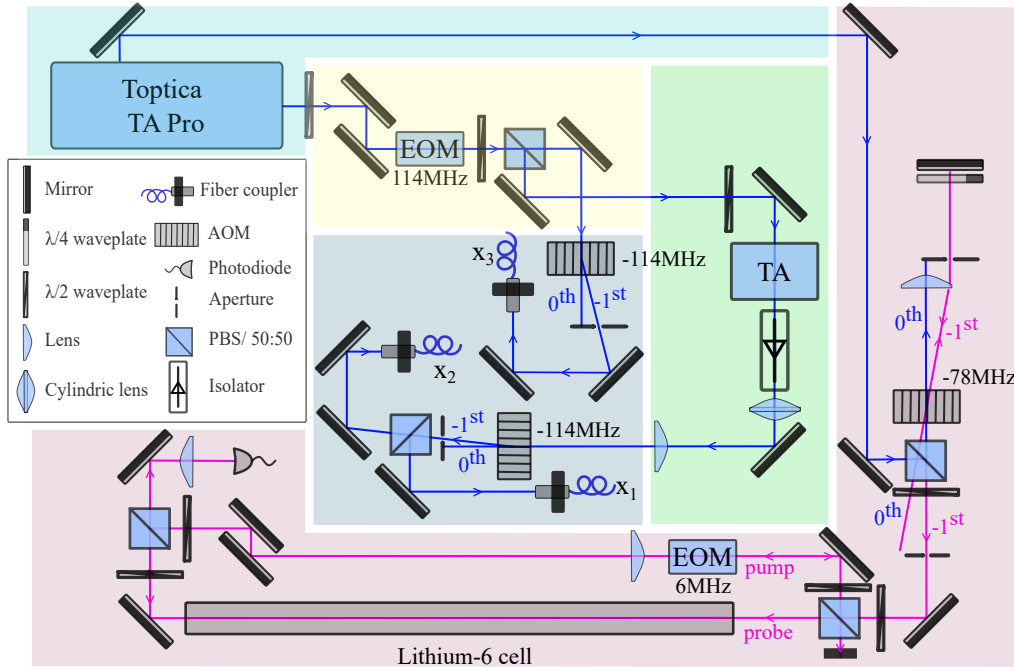 Toptica
TA Pro
EOM
114MHz
Mirror
Fiber coupler
λ/4 waveplate
AOM
Photodiode
λ/2 waveplate
Aperture
Lens
PBS/ 50:50
Cylindric lens
Isolator
x3
-114MHz
0th
-1st
TA
x2
-1st
0th
-114MHz
x1
0th
-1st
-78MHz
0th
-1st
EOM
6MHz
pump
probe
Lithium-6 cell